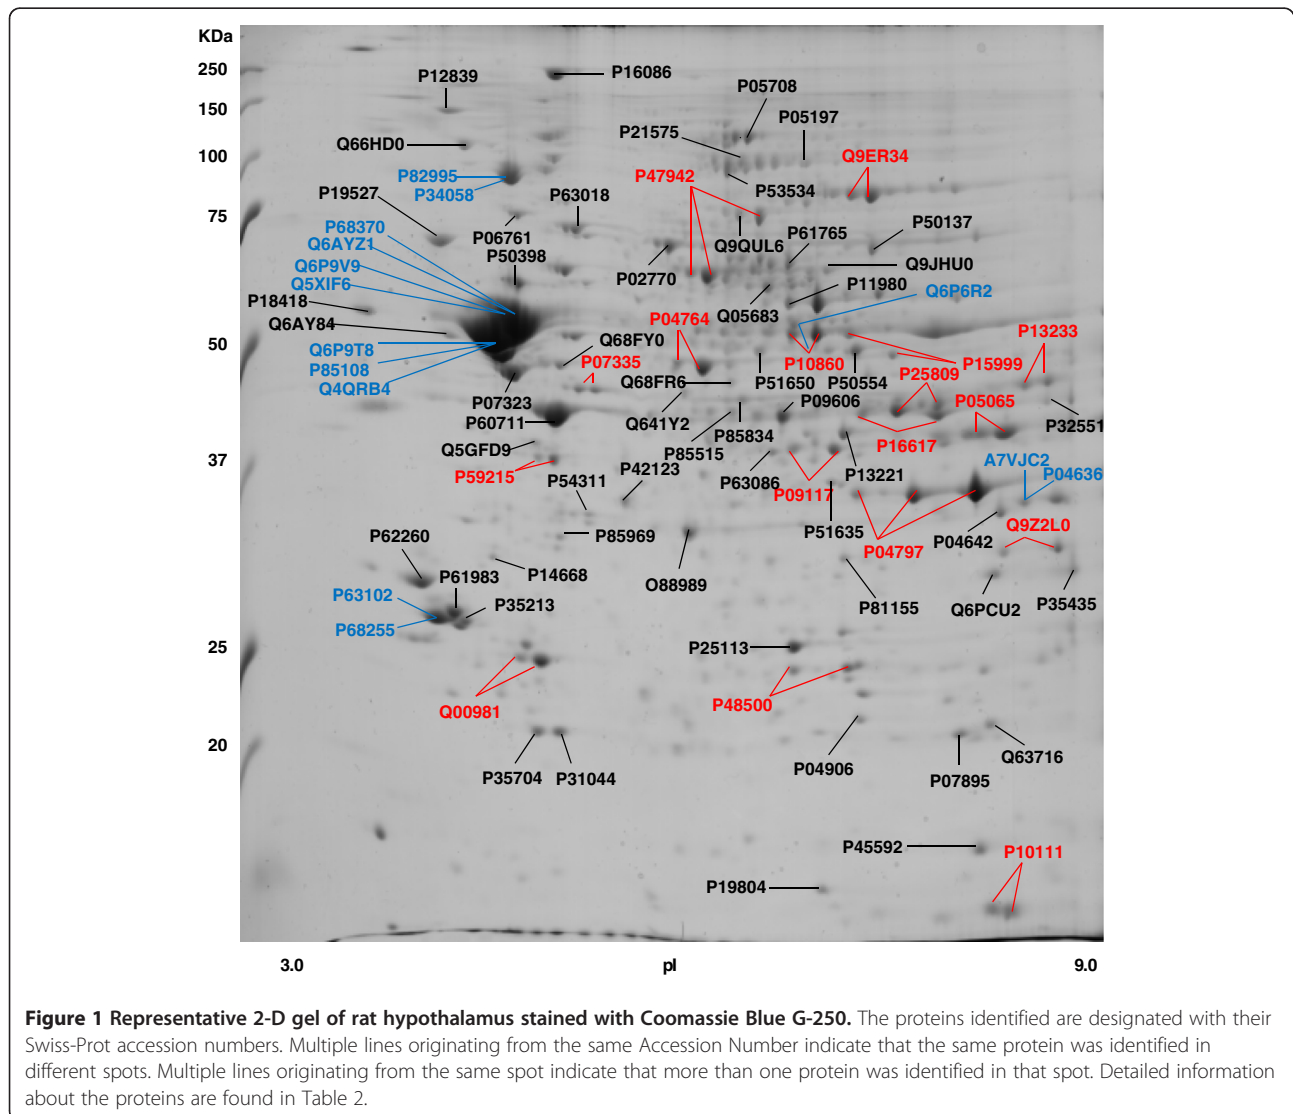 KDa
250
P16086
P12839
P05708
150
P05197
P21575
Q66HD0
100
Q9ER34
P82995
P47942
P34058
P53534
P19527
P63018
75
P50137
P68370
P06761
Q9QUL6
P61765
Q6AYZ1
P50398
Q6P9V9
P02770
Q9JHU0
Q5XIF6
P11980
Q6P6R2
P18418
Q05683
Q6AY84
P04764
P13233
50
Q68FY0
Q6P9T8
P07335
P10860
P15999
P85108
P25809
Q4QRB4
Q68FR6
P51650
P50554
P07323
P09606
P05065
P60711
Q641Y2
P85834
P32551
Q5GFD9
P85515
P16617
37
P59215
P42123
P63086
P13221
A7VJC2
P54311
P09117
P04636
P51635
P62260
P85969
P04642
Q9Z2L0
P04797
P61983
P14668
O88989
P63102
P35213
P81155
Q6PCU2
P35435
P68255
25
P25113
Q00981
P48500
20
P35704
P31044
P04906
P07895
Q63716
P45592
P10111
P19804
3.0
pI
9.0
Figure 1 Representative 2-D gel of rat hypothalamus stained with Coomassie Blue G-250. The proteins identified are designated with their
Swiss-Prot accession numbers. Multiple lines originating from the same Accession Number indicate that the same protein was identified in
different spots. Multiple lines originating from the same spot indicate that more than one protein was identified in that spot. Detailed information
about the proteins are found in Table 2.